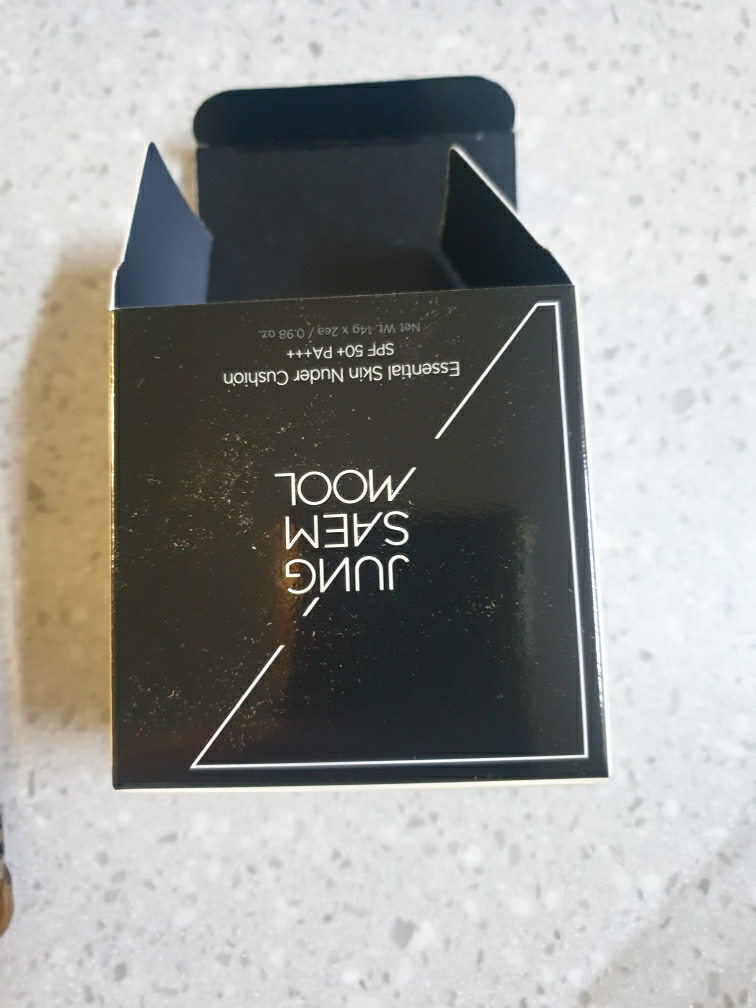 JUNG
SAEM
MOOL
Essential Skin Nuder Cushion
SPF 50+ PA+++
Net Wt. 14g x 2ea / 0.98 oz.